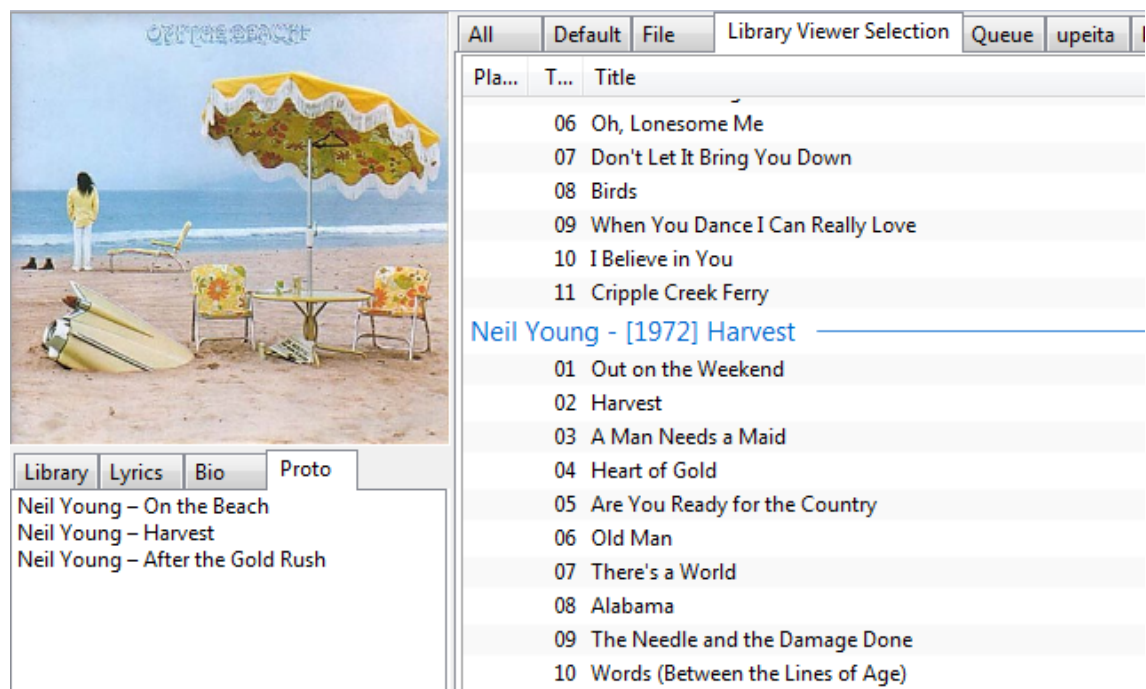 ON THE BEACH
All Default File Library Viewer Selection Queue upeita
Pla... T... Title
06 Oh, Lonesome Me
07 Don't Let It Bring You Down
08 Birds
09 When You Dance I Can Really Love
10 I Believe in You
11 Cripple Creek Ferry
Neil Young - [1972] Harvest
01 Out on the Weekend
02 Harvest
03 A Man Needs a Maid
04 Heart of Gold
05 Are You Ready for the Country
06 Old Man
07 There's a World
08 Alabama
09 The Needle and the Damage Done
10 Words (Between the Lines of Age)
Library Lyrics Bio Proto
Neil Young – On the Beach
Neil Young – Harvest
Neil Young – After the Gold Rush